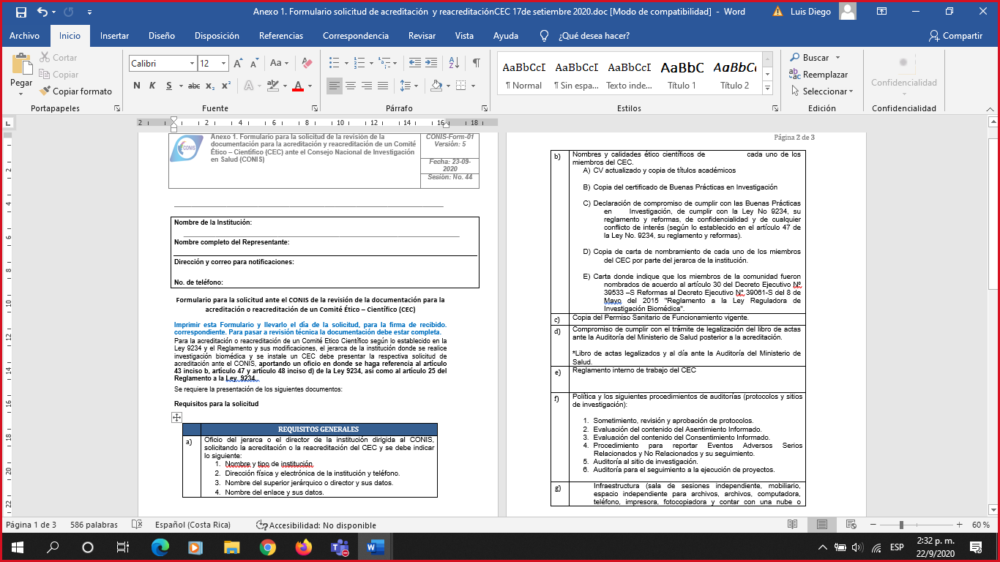 Anexo 1. Formulario solicitud de acreditación y reacreditaciónCEC 17de setiembre 2020.doc [Modo de compatibilidad] - Word
Luis Diego
Archivo Inicio Insertar Diseño Disposición Referencias Correspondencia Revisar Vista Ayuda ¿Qué desea hacer? Compartir
Pegar
Cortar
Copiar
Copiar formato
Portapapeles
Calibri 12
N K S abc x₂ x²
Fuente
Párrafo
AaBbCcI AaBbCcI AaBbCcI AaBbC AaBbCc
¶ Normal ¶ Sin espa... Texto inde... Título 1 Título 2
Estilos
Buscar
Reemplazar
Seleccionar
Edición
Confidencialidad
Confidencialidad
2 2 4 6 8 10 12 14 16 18
2
4
6
8
10
12
14
16
18
20
22
CONIS
Anexo 1. Formulario para la solicitud de la revisión de la
documentación para la acreditación y reacreditación de un Comité
Ético – Científico (CEC) ante el Consejo Nacional de Investigación
en Salud (CONIS)
CONIS-Form-01
Versión: 5
Fecha: 23-09-
2020
Sesión: No. 44
Nombre de la Institución:
Nombre completo del Representante:
Dirección y correo para notificaciones:
No. de teléfono:
Formulario para la solicitud ante el CONIS de la revisión de la documentación para la
acreditación o reacreditación de un Comité Ético – Científico (CEC)
Imprimir esta Formulario y llevarlo el día de la solicitud, para la firma de recibido.
correspondiente. Para pasar a revisión técnica la documentación debe estar completa.
Para la acreditación o reacreditación de un Comité Etico Científico según lo establecido en la
Ley 9234 y el Reglamento y sus modificaciones, el jerarca de la institución donde se realice
investigación biomédica y se instale un CEC debe presentar la respectiva solicitud de
acreditación ante el CONIS, aportando un oficio en donde se haga referencia al artículo
43 inciso b, artículo 47 y artículo 48 inciso d) de la Ley 9234, así como al artículo 25 del
Reglamento a la Ley 9234.
Se requiere la presentación de los siguientes documentos:
Requisitos para la solicitud
REQUISITOS GENERALES
a) Oficio del jerarca o el director de la institución dirigida al CONIS,
solicitando la acreditación o la reacreditación del CEC y se debe indicar
lo siguiente:
1. Nombre y tipo de institución
2. Dirección física y electrónica de la institución y teléfono.
3. Nombre del superior jerárquico o director y sus datos.
4. Nombre del enlace y sus datos.
Página 2 de 3
b) Nombres y calidades ético científicos de cada uno de los
miembros del CEC.
A) CV actualizado y copia de títulos académicos
B) Copia del certificado de Buenas Prácticas en Investigación
C) Declaración de compromiso de cumplir con las Buenas Prácticas
en Investigación, de cumplir con la Ley No 9234, su
reglamento y reformas, de confidencialidad y de cualquier
conflicto de interés (según lo establecido en el artículo 47 de
la Ley No. 9234, su reglamento y reformas).
D) Copia de carta de nombramiento de cada uno de los miembros
del CEC por parte del jerarca de la institución.
E) Carta donde indique que los miembros de la comunidad fueron
nombrados de acuerdo al artículo 30 del Decreto Ejecutivo Nº
39533 –S Reformas al Decreto Ejecutivo N° 39061-S del 8 de
Mayo del 2015 "Reglamento a la Ley Reguladora de
Investigación Biomédica".
c) Copia del Permiso Sanitario de Funcionamiento vigente.
d) Compromiso de cumplir con el trámite de legalización del libro de actas
ante la Auditoría del Ministerio de Salud posterior a la acreditación.
*Libro de actas legalizados y al día ante la Auditoría del Ministerio de
Salud.
e) Reglamento interno de trabajo del CEC
f) Política y los siguientes procedimientos de auditorías (protocolos y sitios
de investigación):
1. Sometimiento, revisión y aprobación de protocolos.
2. Evaluación del contenido del Asentimiento Informado.
3. Evaluación del contenido del Consentimiento Informado.
4. Procedimiento para reportar Eventos Adversos Serios
Relacionados y No Relacionados y su seguimiento.
5. Auditoría al sitio de investigación.
6. Auditoría para el seguimiento a la ejecución de proyectos.
g) Infraestructura (sala de sesiones independiente, mobiliario,
espacio independiente para archivos, archivos, computadora,
teléfono, impresora, fotocopiadora y contar con una nube o
Página 1 de 3 586 palabras Español (Costa Rica) Accesibilidad: No disponible 60 %
ESP 2:32 p. m.
22/9/2020